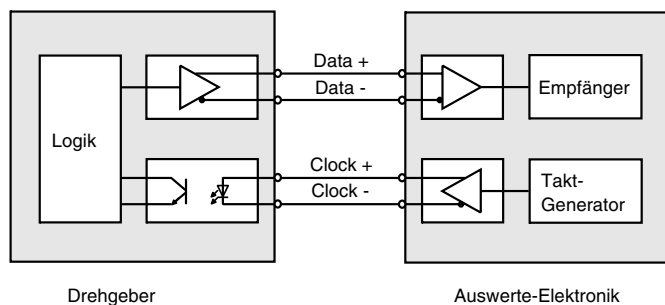 Data +
Data -
Empfänger
Logik
Clock +
Clock -
Takt-
Generator
Drehgeber
Auswerte-Elektronik